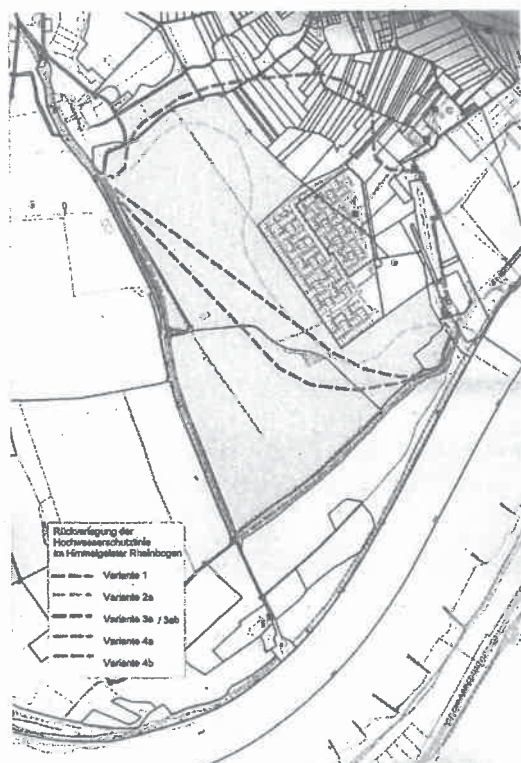 Rückverlegung der
Hochwasserschutzlinie
im Himmelgeister Rheinbogen
Variante 1
Variante 2a
Variante 3a / 3ab
Variante 4a
Variante 4b